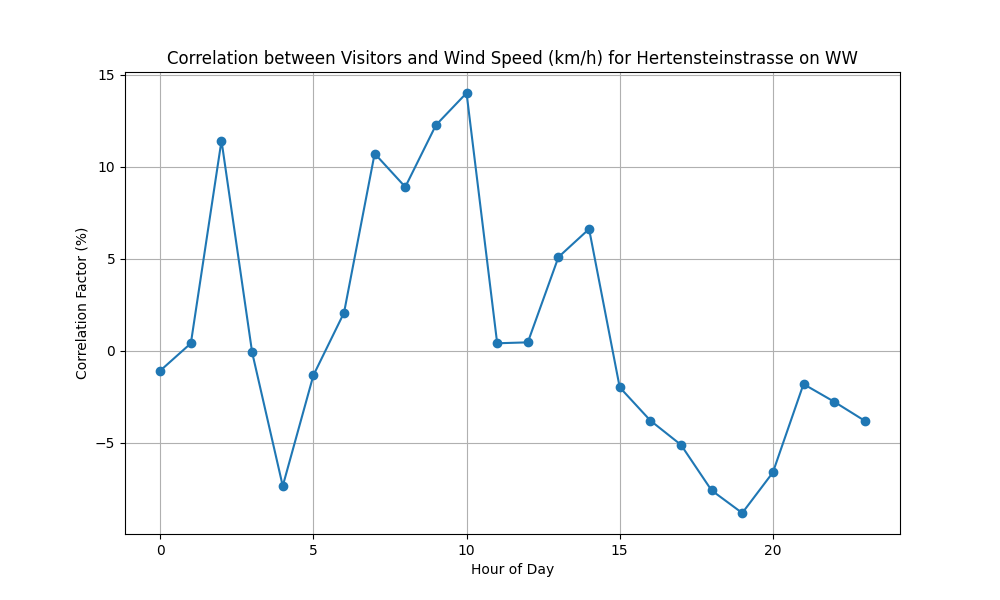 Correlation between Visitors and Wind Speed (km/h) for Hertensteinstrasse on WW
15
10
5
0
−5
Correlation Factor (%)
0 5 10 15 20
Hour of Day